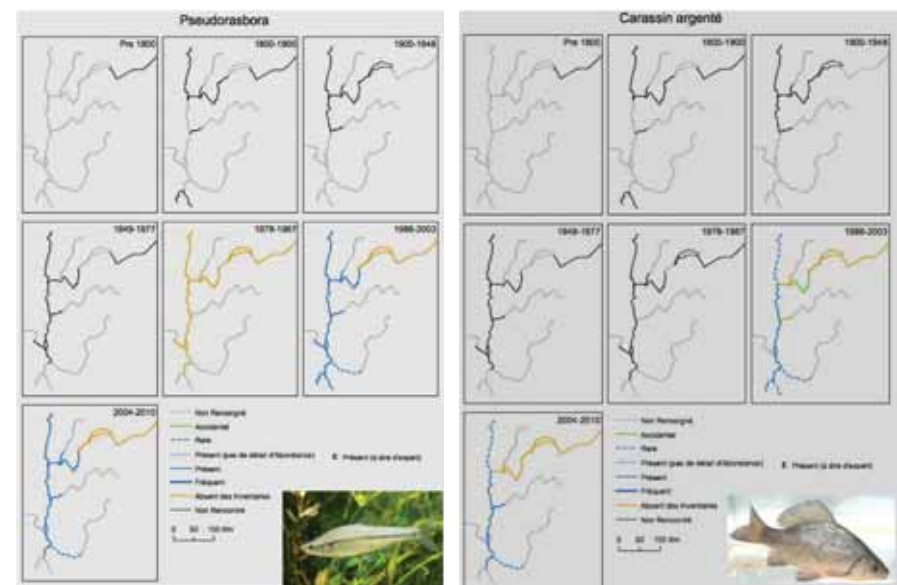 Pseudorasbora
Pre 1800
1800-1900
1900-1948
1949-1977
1978-1987
1988-2003
2004-2010
Non Renseigné
Accidentel
Rare
Présent (pas de détail d'Abondance)
Présent
Fréquent
Absent des Inventaires
Non Rencontré
E Présent (à dire d'expert)
0 50 100 Km
Carassin argenté
Pre 1800
1800-1900
1900-1948
1949-1977
1978-1987
1988-2003
2004-2010
Non Renseigné
Accidentel
Rare
Présent (pas de détail d'Abondance)
Présent
Fréquent
Absent des Inventaires
Non Rencontré
E Présent (à dire d'expert)
0 50 100 Km